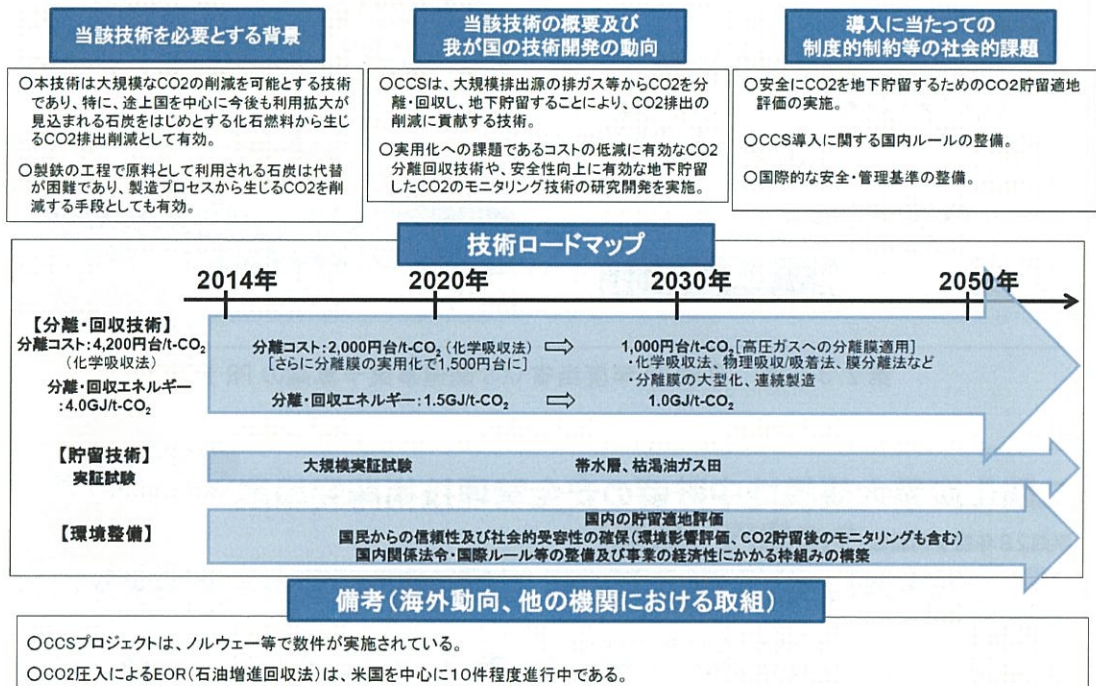 当該技術を必要とする背景
○本技術は大規模なCO2の削減を可能とする技術
であり、特に、途上国を中心に今後も利用拡大が
見込まれる石炭をはじめとする化石燃料から生じ
るCO2排出削減として有効。
○製鉄の工程で原料として利用される石炭は代替
が困難であり、製造プロセスから生じるCO2を削
減する手段としても有効。
当該技術の概要及び
我が国の技術開発の動向
○CCSは、大規模排出源の排ガス等からCO2を分
離・回収し、地下貯留することにより、CO2排出の
削減に貢献する技術。
○実用化への課題であるコストの低減に有効なCO2
分離回収技術や、安全性向上に有効な地下貯留
したCO2のモニタリング技術の研究開発を実施。
導入に当たっての
制度的制約等の社会的課題
○安全にCO2を地下貯留するためのCO2貯留適地
評価の実施。
○CCS導入に関する国内ルールの整備。
○国際的な安全・管理基準の整備。
技術ロードマップ
2014年 2020年 2030年 2050年
【分離・回収技術】
分離コスト:4,200円台/t-CO₂
(化学吸収法)
分離・回収エネルギー
:4.0GJ/t-CO₂
分離コスト:2,000円台/t-CO₂ (化学吸収法) ⇨ 1,000円台/t-CO₂[高圧ガスへの分離膜適用]
[さらに分離膜の実用化で1,500円台に]
・化学吸収法、物理吸収/吸着法、膜分離法など
・分離膜の大型化、連続製造
分離・回収エネルギー:1.5GJ/t-CO₂ ⇨ 1.0GJ/t-CO₂
【貯留技術】
実証試験
大規模実証試験 帯水層、枯渇油ガス田
【環境整備】
国内の貯留適地評価
国民からの信頼性及び社会的受容性の確保(環境影響評価、CO2貯留後のモニタリングも含む)
国内関係法令・国際ルール等の整備及び事業の経済性にかかる枠組みの構築
備考(海外動向、他の機関における取組)
○CCSプロジェクトは、ノルウェー等で数件が実施されている。
○CO2圧入によるEOR(石油増進回収法)は、米国を中心に10件程度進行中である。